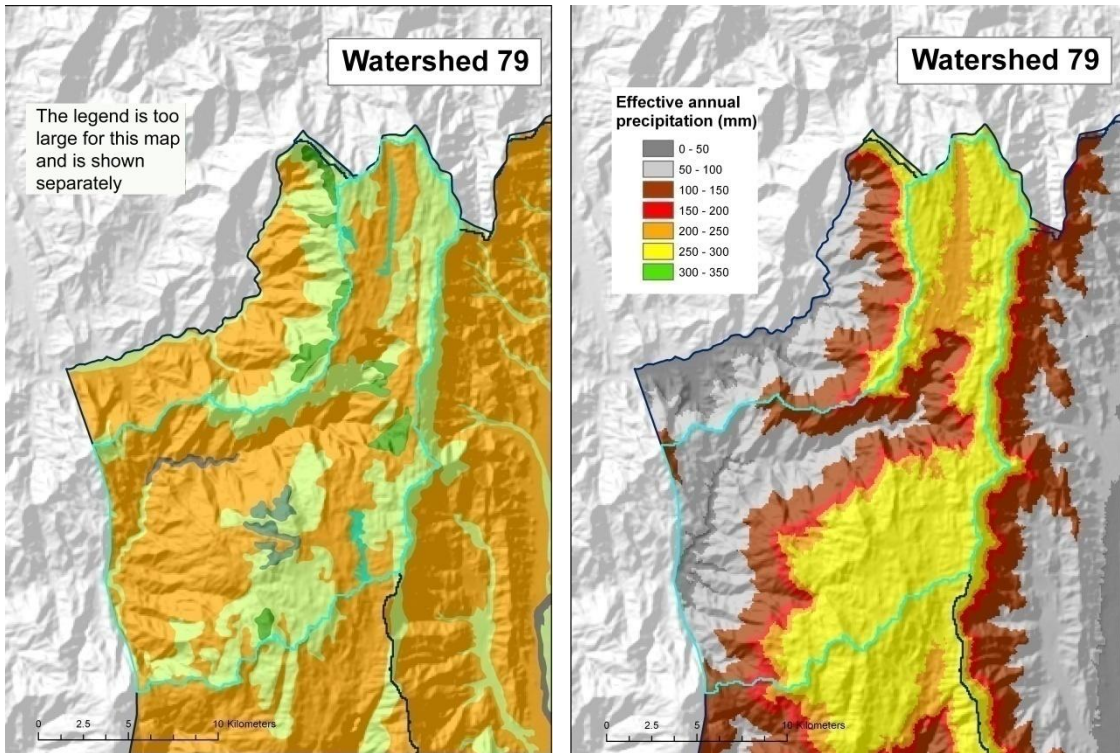 Watershed 79
The legend is too
large for this map
and is shown
separately
0 2.5 5 10 Kilometers
Watershed 79
Effective annual
precipitation (mm)
0 - 50
50 - 100
100 - 150
150 - 200
200 - 250
250 - 300
300 - 350
0 2.5 5 10 Kilometers